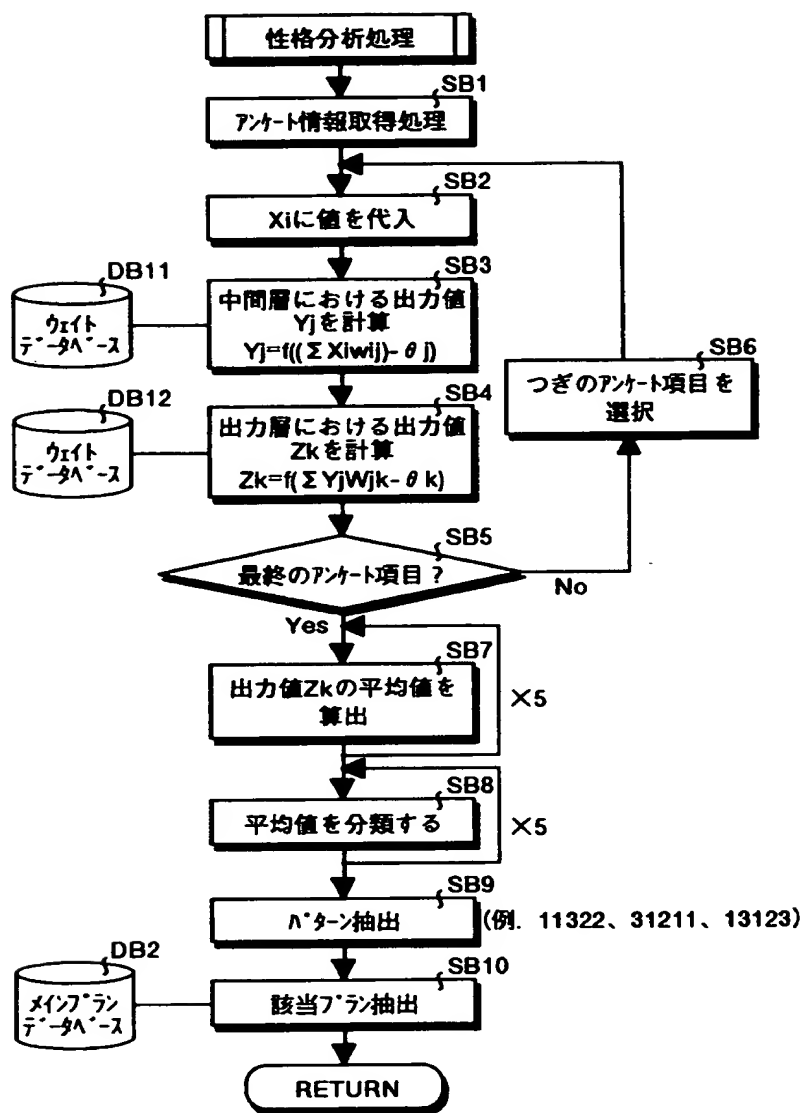 性格分析処理
SB1
アンケート情報取得処理
SB2
Xiに値を代入
DB11
ウェイト
データベース
SB3
中間層における出力値
Yjを計算
Yj=f((ΣXiwij)-θj)
SB6
つぎのアンケート項目を
選択
DB12
ウェイト
データベース
SB4
出力層における出力値
Zkを計算
Zk=f(ΣYjWjk-θk)
SB5
最終のアンケート項目?
No
Yes
SB7
出力値Zkの平均値を
算出
×5
SB8
平均値を分類する
×5
SB9
パターン抽出
(例. 11322、31211、13123)
DB2
メインプラン
データベース
SB10
該当プラン抽出
RETURN